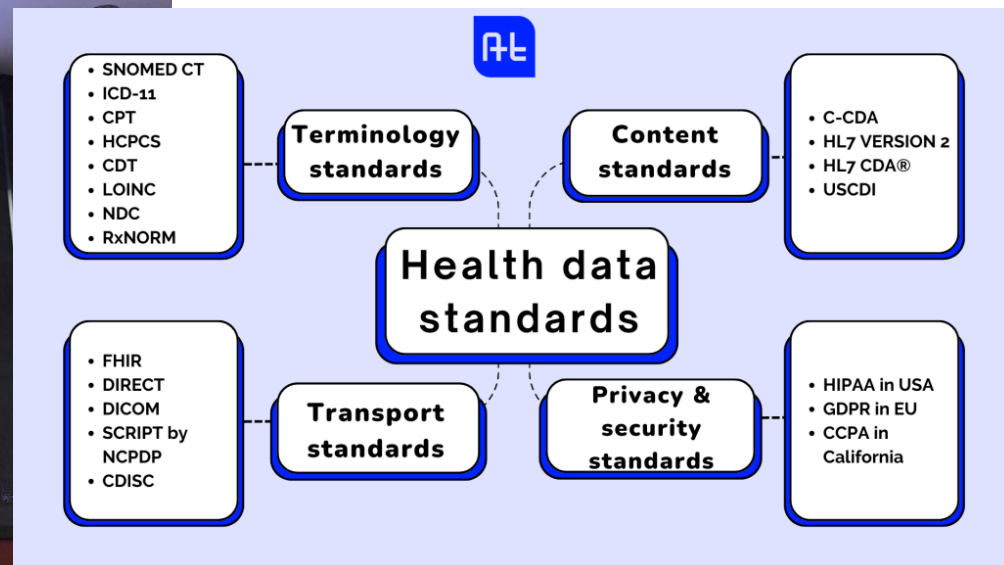 At
SNOMED CT
ICD-11
CPT
HCPCS
CDT
LOINC
NDC
RxNORM
Terminology
standards
Content
standards
C-CDA
HL7 VERSION 2
HL7 CDA®
USCDI
Health data
standards
FHIR
DIRECT
DICOM
SCRIPT by
NCPDP
CDISC
Transport
standards
Privacy &
security
standards
HIPAA in USA
GDPR in EU
CCPA in
California